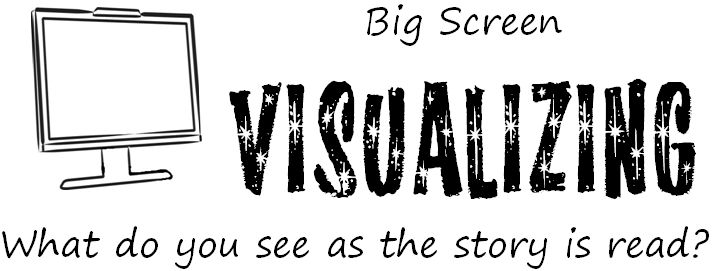 Big Screen
VISUALIZING
What do you see as the story is read?